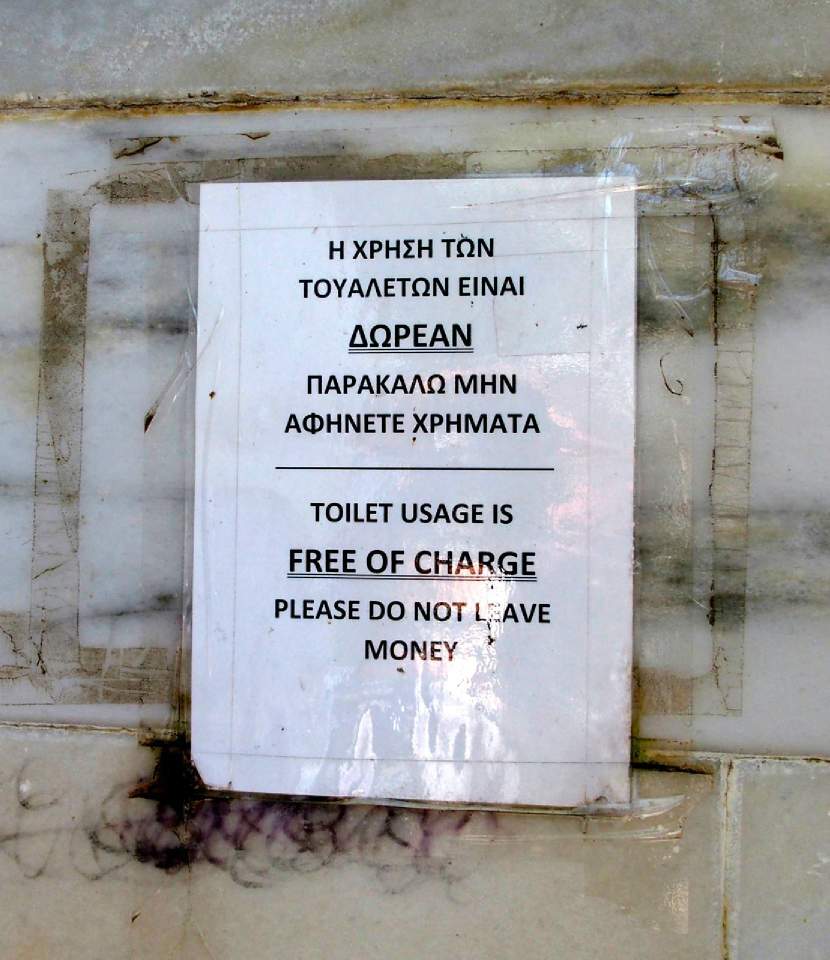 Η ΧΡΗΣΗ ΤΩΝ
ΤΟΥΑΛΕΤΩΝ ΕΙΝΑΙ
ΔΩΡΕΑΝ
ΠΑΡΑΚΑΛΩ ΜΗΝ
ΑΦΗΝΕΤΕ ΧΡΗΜΑΤΑ
TOILET USAGE IS
FREE OF CHARGE
PLEASE DO NOT LEAVE
MONEY